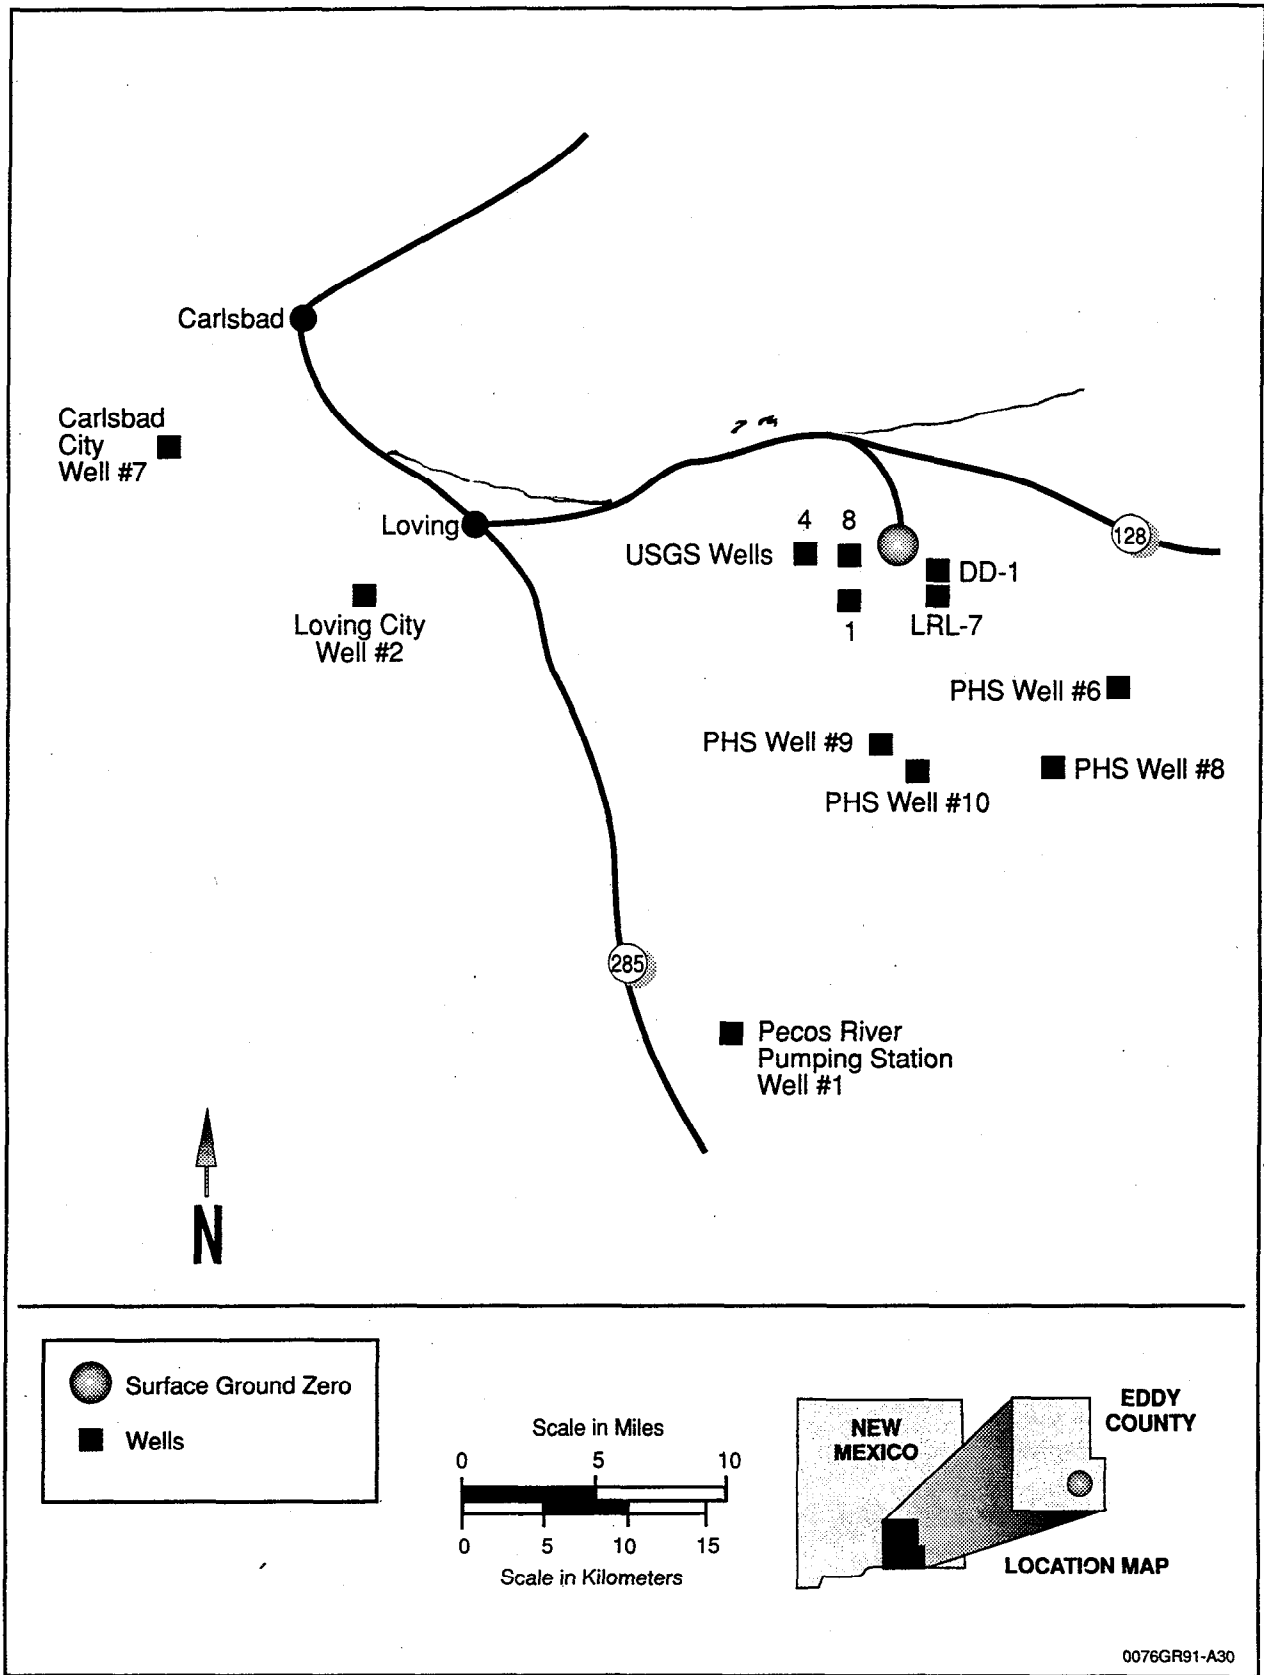 Carlsbad
Carlsbad
City
Well #7
Loving
128
4 8
USGS Wells
DD-1
1
LRL-7
Loving City
Well #2
PHS Well #6
PHS Well #9
PHS Well #8
PHS Well #10
285
Pecos River
Pumping Station
Well #1
N
Surface Ground Zero
Wells
Scale in Miles
0 5 10
0 5 10 15
Scale in Kilometers
NEW
MEXICO
EDDY
COUNTY
LOCATION MAP
0076GR91-A30